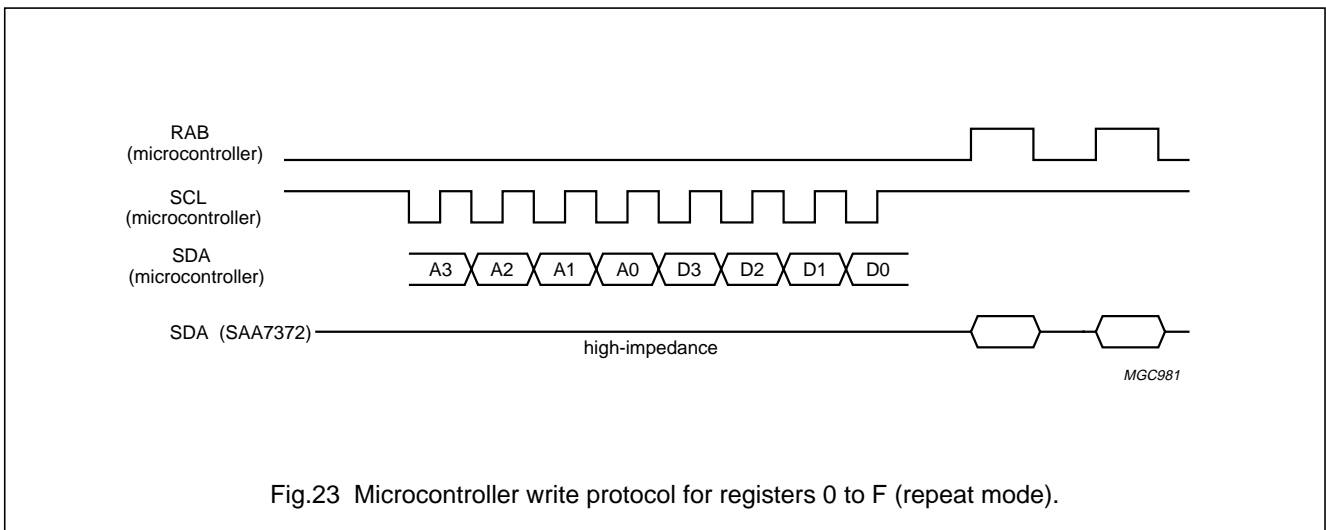 RAB
(microcontroller)
SCL
(microcontroller)
SDA
(microcontroller)
A3 A2 A1 A0 D3 D2 D1 D0
SDA (SAA7372)
high-impedance
MGC981
Fig.23 Microcontroller write protocol for registers 0 to F (repeat mode).